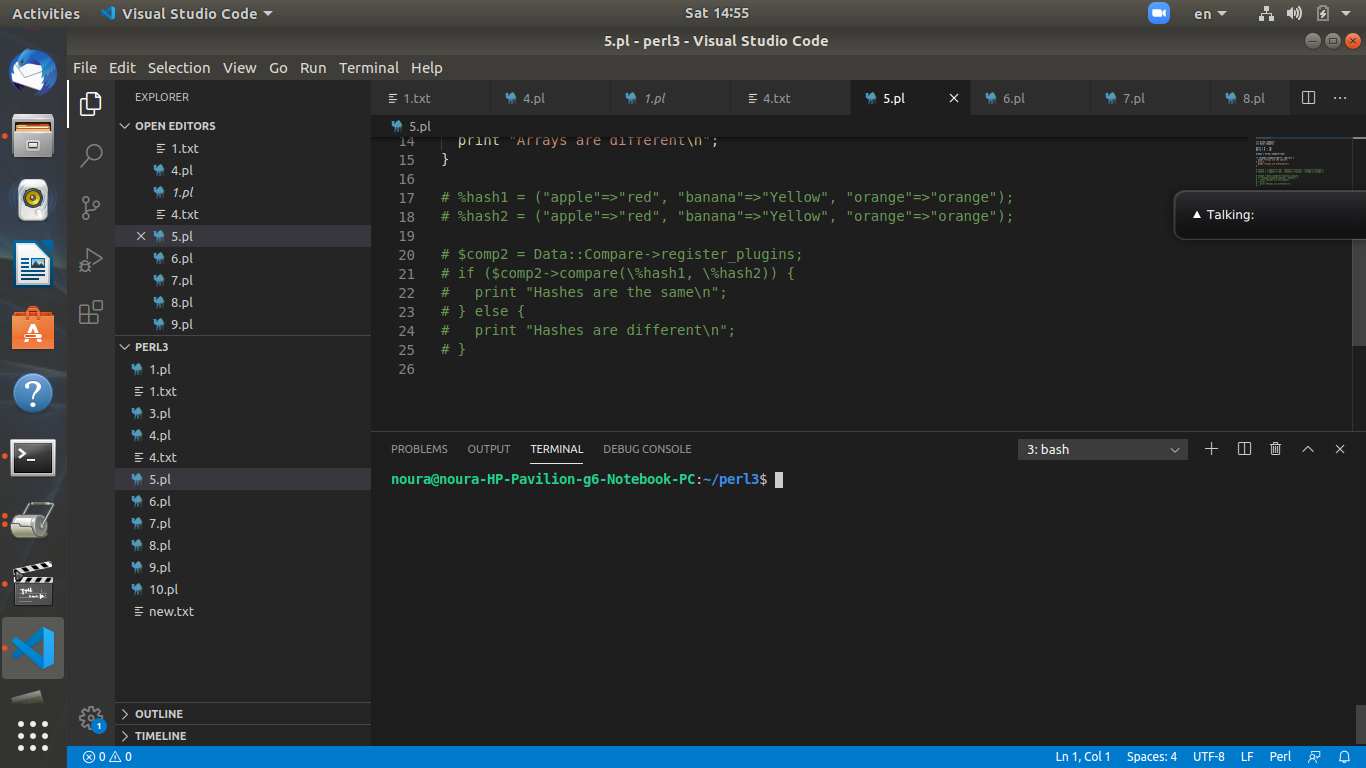 Activities Visual Studio Code Sat 14:55 en
5.pl - perl3 - Visual Studio Code
File Edit Selection View Go Run Terminal Help
EXPLORER
OPEN EDITORS
1.txt
4.pl
1.pl
4.txt
5.pl
6.pl
7.pl
8.pl
9.pl
PERL3
1.pl
1.txt
3.pl
4.pl
4.txt
5.pl
6.pl
7.pl
8.pl
9.pl
10.pl
new.txt
OUTLINE
TIMELINE
1
1.txt 4.pl 1.pl 4.txt 5.pl 6.pl 7.pl 8.pl
5.pl
14 print "Arrays are different\n";
15 }
16
17 # %hash1 = ("apple"=>"red", "banana"=>"Yellow", "orange"=>"orange");
18 # %hash2 = ("apple"=>"red", "banana"=>"Yellow", "orange"=>"orange");
19
20 # $comp2 = Data::Compare->register_plugins;
21 # if ($comp2->compare(\%hash1, \%hash2)) {
22 #   print "Hashes are the same\n";
23 # } else {
24 #   print "Hashes are different\n";
25 # }
26
Talking:
PROBLEMS OUTPUT TERMINAL DEBUG CONSOLE 3: bash
noura@noura-HP-Pavilion-g6-Notebook-PC:~/perl3$
0 0 Ln 1, Col 1 Spaces: 4 UTF-8 LF Perl